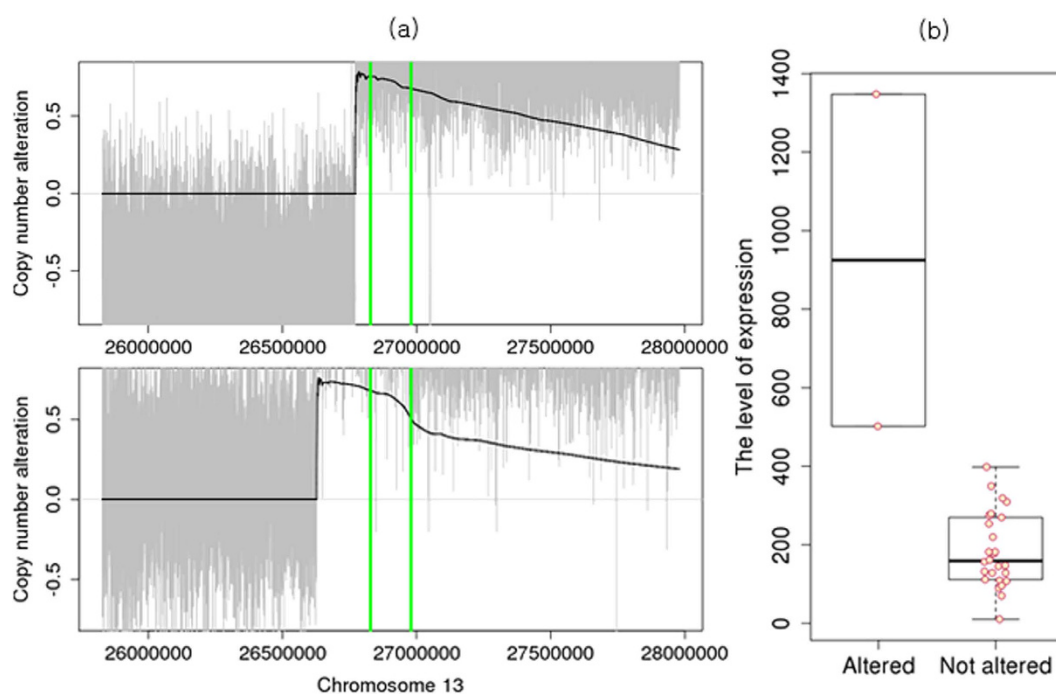 (a)
Copy number alteration
0.5
0.0
-0.5
26000000 26500000 27000000 27500000 28000000
Copy number alteration
0.5
0.0
-0.5
26000000 26500000 27000000 27500000 28000000
Chromosome 13
(b)
The level of expression
1400
1200
1000
800
600
400
200
0
Altered Not altered